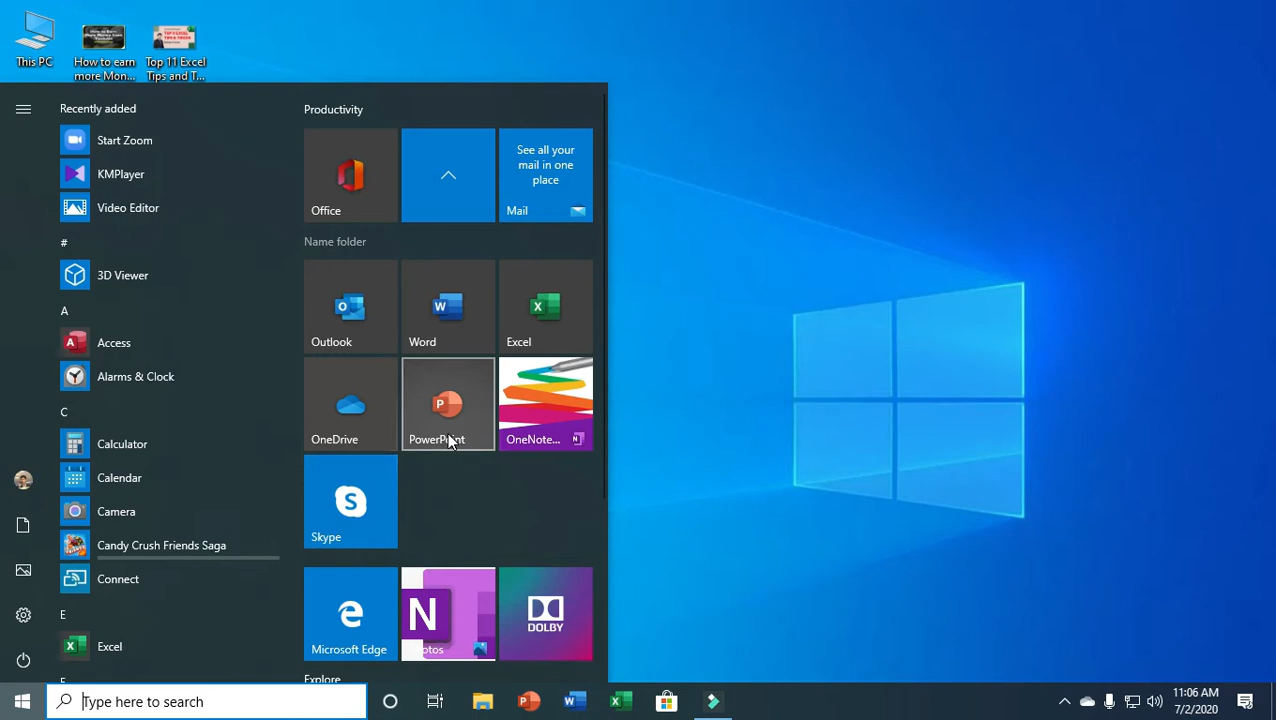 This PC
How to earn
more Mon...
Top 11 Excel
Tips and T...
Recently added
Start Zoom
KMPlayer
Video Editor
#
3D Viewer
A
Access
Alarms & Clock
C
Calculator
Calendar
Camera
Candy Crush Friends Saga
Connect
E
Excel
Productivity
Office
See all your
mail in one
place
Mail
Name folder
Outlook
Word
Excel
OneDrive
PowerPoint
OneNote...
Skype
Microsoft Edge
DOLBY
Explore
Type here to search
11:06 AM
7/2/2020